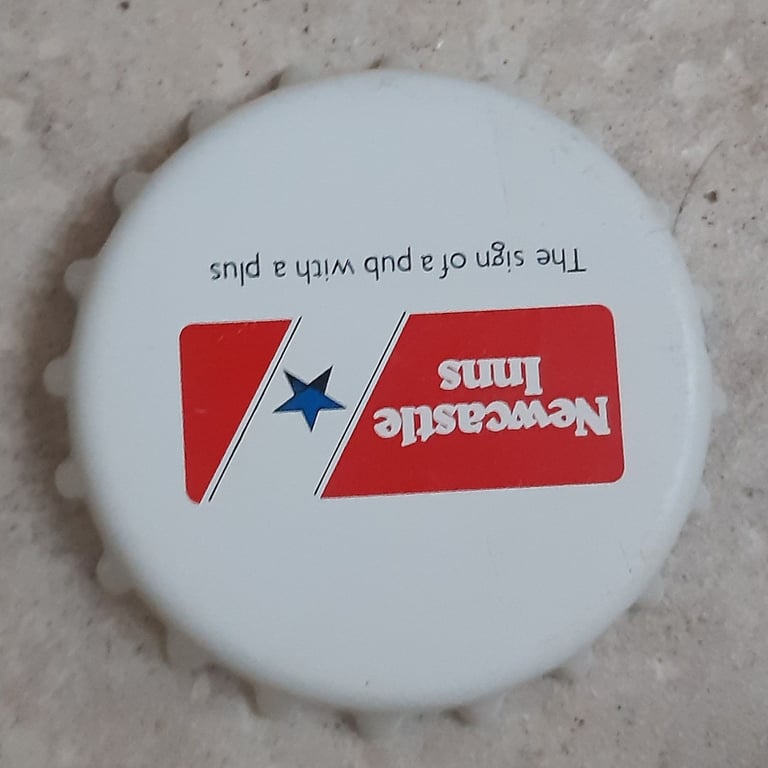 Newcastle
Inns
The sign of a pub with a plus